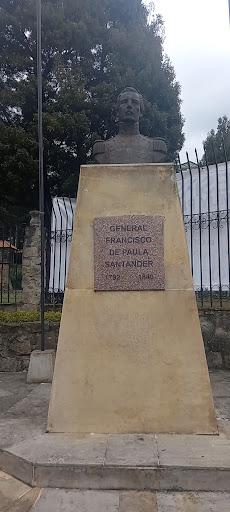 GENERAL
FRANCISCO
DE PAULA
SANTANDER
1792 1840